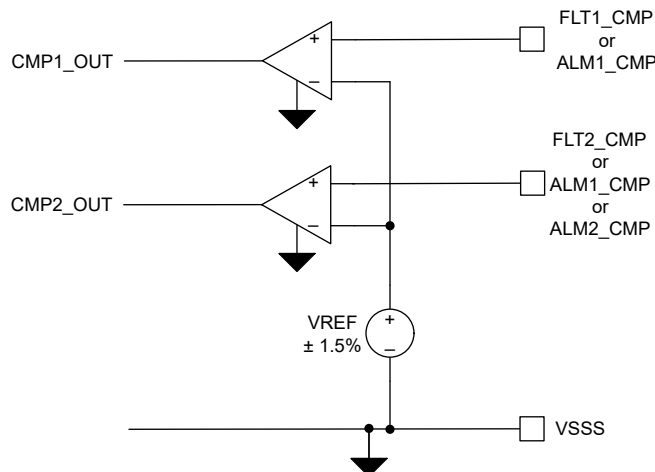 FLT1_CMP
or
ALM1_CMP
CMP1_OUT
+
–
FLT2_CMP
or
ALM1_CMP
or
ALM2_CMP
CMP2_OUT
+
–
VREF
± 1.5%
+
–
VSSS